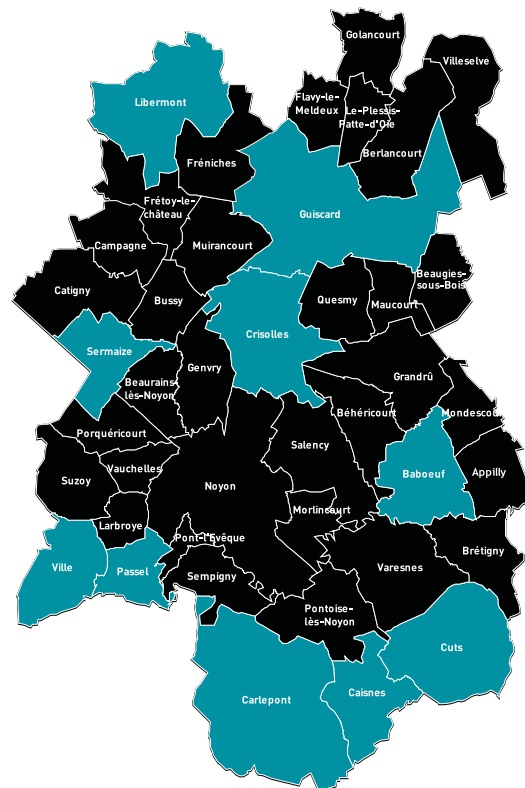 Golancourt
Villeselve
Libermont
Flavy-le-
Meldeux
Le-Plessis-
Patte-d'Oie
Berlancourt
Fréniches
Frétoy-le-
château
Guiscard
Campagne
Muirancourt
Beaugies-
sous-Bois
Catigny
Bussy
Quesmy
Maucourt
Crisolles
Sermaize
Genvry
Grandrû
Beaurains-
lès-Noyon
Béhéricourt
Mondescourt
Porquéricourt
Salency
Vauchelles
Baboeuf
Appilly
Suzoy
Noyon
Morlincourt
Larbroye
Pont-l'Evêque
Brétigny
Ville
Passel
Sempigny
Varesnes
Pontoise-
lès-Noyon
Cuts
Carlepont
Caisnes